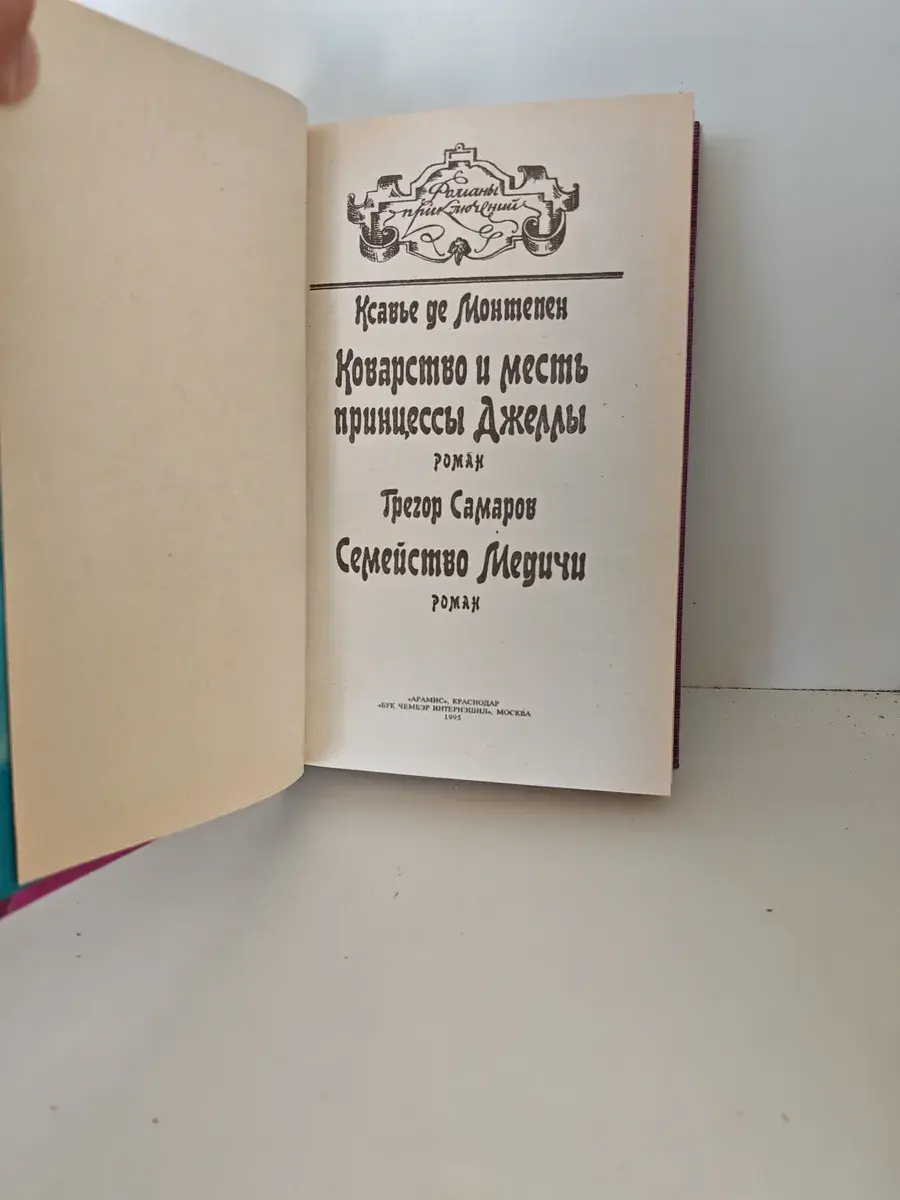 Романы
приключений
Ксавье де Монтепен
Коварство и месть
принцессы Джеллы
роман
Грегор Самаров
Семейство Медичи
роман
«АРАМИС», КРАСНОДАР
«БУК ЧЕМБЭР ИНТЕРНЭШНЛ», МОСКВА
1995